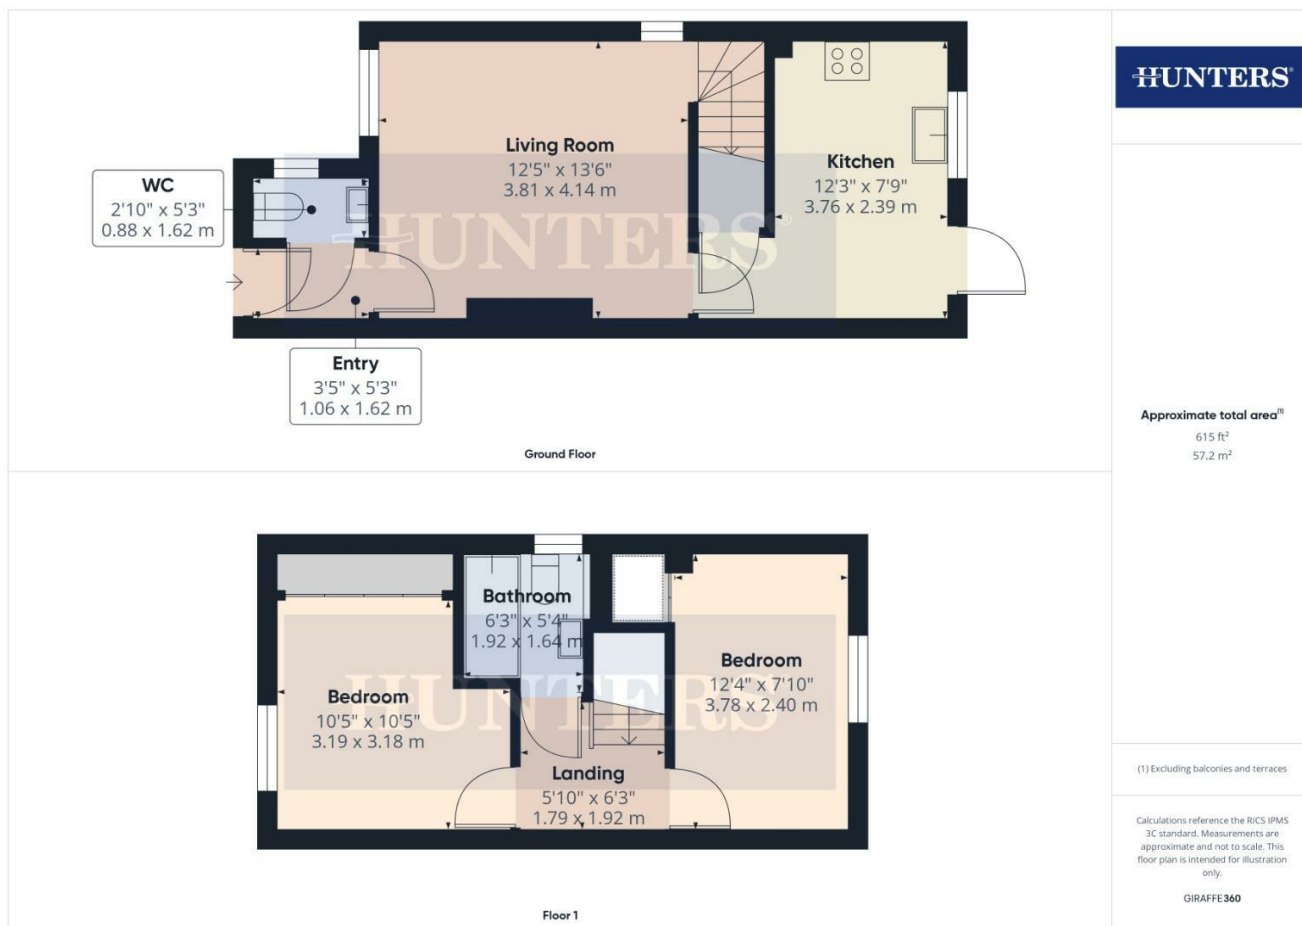 Living Room
12'5" x 13'6"
3.81 x 4.14 m
Kitchen
12'3" x 7'9"
3.76 x 2.39 m
WC
2'10" x 5'3"
0.88 x 1.62 m
HUNTERS®
Entry
3'5" x 5'3"
1.06 x 1.62 m
Ground Floor
Bathroom
6'3" x 5'4"
1.92 x 1.64 m
Bedroom
10'5" x 10'5"
3.19 x 3.18 m
Bedroom
12'4" x 7'10"
3.78 x 2.40 m
HUNTERS
Landing
5'10" x 6'3"
1.79 x 1.92 m
Floor 1
HUNTERS®
Approximate total area(1)
615 ft²
57.2 m²
(1) Excluding balconies and terraces
Calculations reference the RICS IPMS
3C standard. Measurements are
approximate and not to scale. This
floor plan is intended for illustration
only.
GIRAFFE360